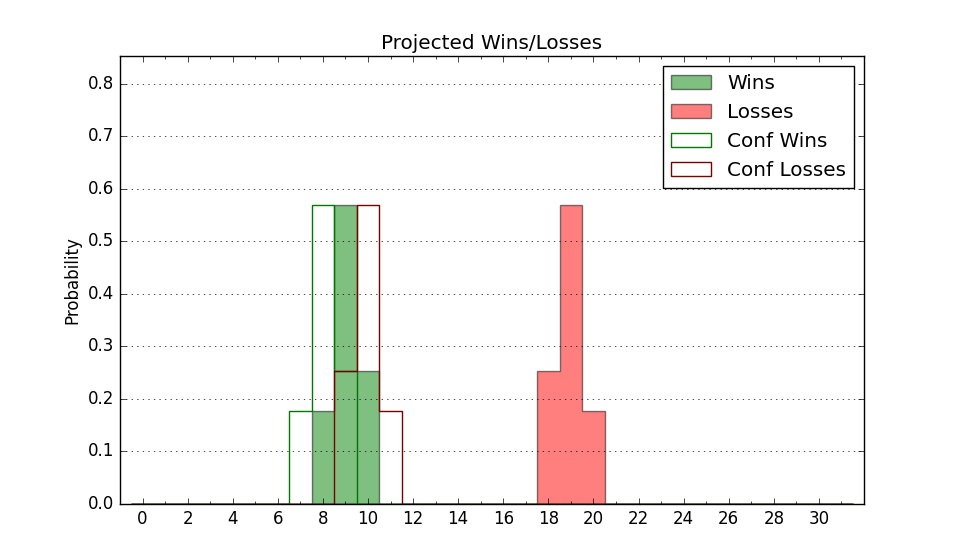 Projected Wins/Losses
Wins
Losses
Conf Wins
Conf Losses
Probability
0.8
0.7
0.6
0.5
0.4
0.3
0.2
0.1
0.0
0 2 4 6 8 10 12 14 16 18 20 22 24 26 28 30